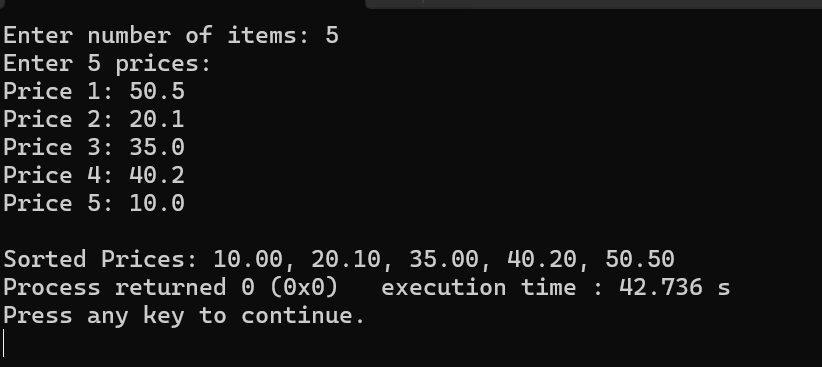 Enter number of items: 5
Enter 5 prices:
Price 1: 50.5
Price 2: 20.1
Price 3: 35.0
Price 4: 40.2
Price 5: 10.0
Sorted Prices: 10.00, 20.10, 35.00, 40.20, 50.50
Process returned 0 (0x0)   execution time : 42.736 s
Press any key to continue.